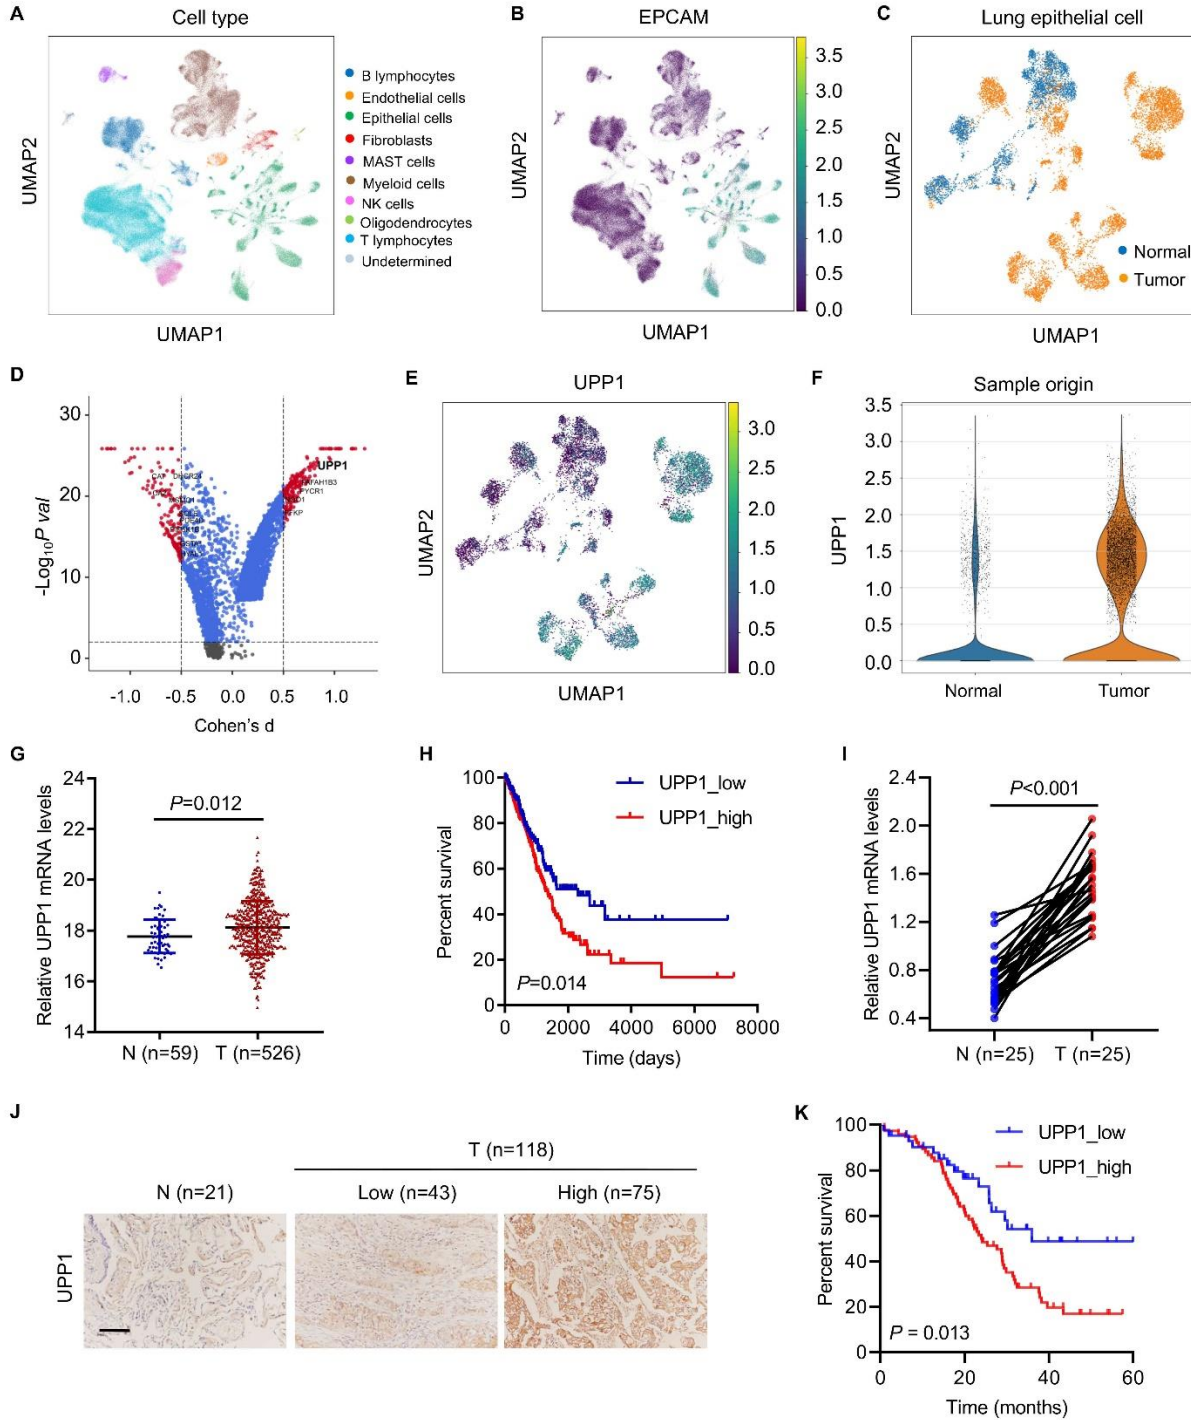 A
Cell type
UMAP2
UMAP1
B lymphocytes
Endothelial cells
Epithelial cells
Fibroblasts
MAST cells
Myeloid cells
NK cells
Oligodendrocytes
T lymphocytes
Undetermined
B
EPCAM
UMAP2
UMAP1
3.5
3.0
2.5
2.0
1.5
1.0
0.5
0.0
C
Lung epithelial cell
UMAP2
UMAP1
Normal
Tumor
D
-Log10P val
30
20
10
0
UPP1
PYCR1
-1.0 -0.5 0.0 0.5 1.0
Cohen's d
E
UPP1
UMAP2
UMAP1
3.0
2.5
2.0
1.5
1.0
0.5
0.0
F
Sample origin
UPP1
3.5
3.0
2.5
2.0
1.5
1.0
0.5
0.0
Normal Tumor
G
Relative UPP1 mRNA levels
24
22
20
18
16
14
P=0.012
N (n=59) T (n=526)
H
Percent survival
100
80
60
40
20
0
UPP1_low
UPP1_high
P=0.014
0 2000 4000 6000 8000
Time (days)
I
Relative UPP1 mRNA levels
2.4
2.0
1.6
1.2
0.8
0.4
P<0.001
N (n=25) T (n=25)
J
T (n=118)
N (n=21) Low (n=43) High (n=75)
UPP1
K
Percent survival
100
80
60
40
20
0
UPP1_low
UPP1_high
P = 0.013
0 20 40 60
Time (months)